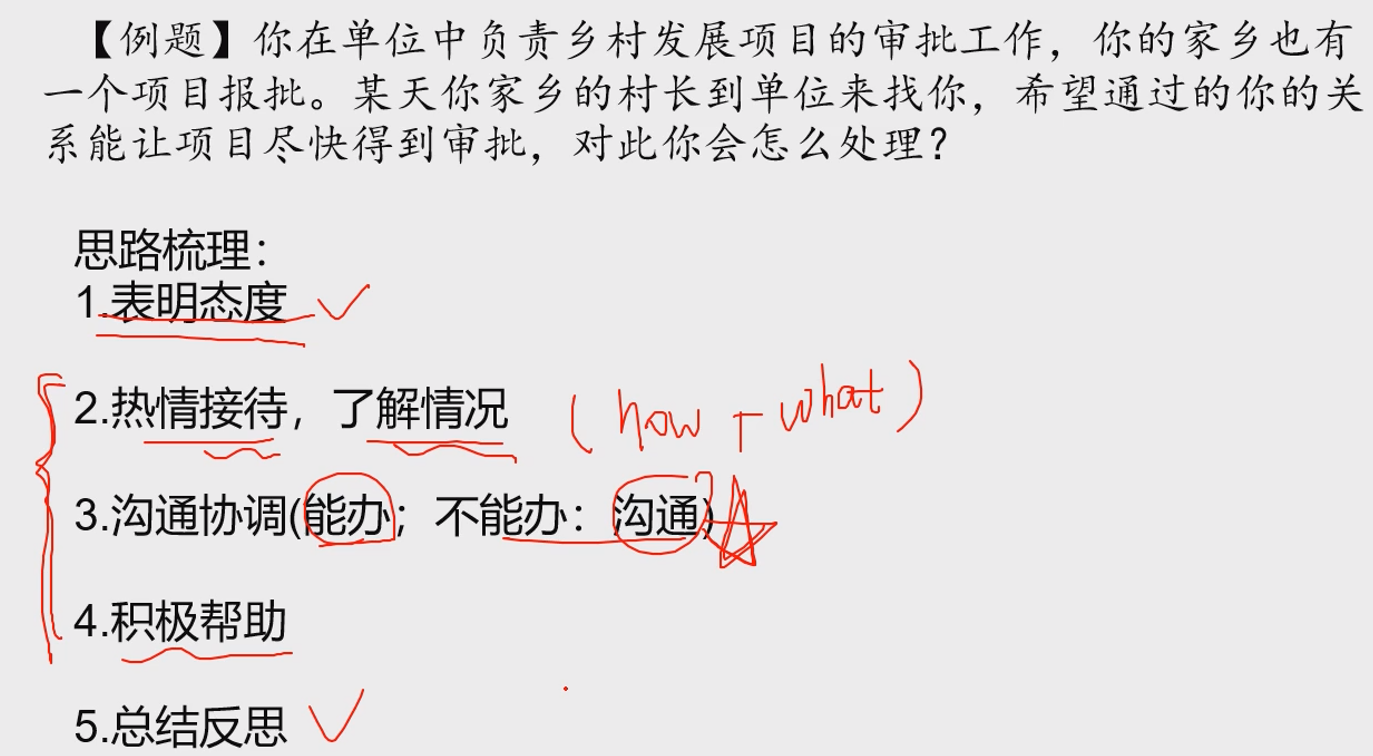 【例题】你在单位中负责乡村发展项目的审批工作，你的家乡也有
一个项目报批。某天你家乡的村长到单位来找你，希望通过的你的关
系能让项目尽快得到审批，对此你会怎么处理？
思路梳理：
1.表明态度
2.热情接待，了解情况 （how + what）
3.沟通协调(能办；不能办：沟通)
4.积极帮助
5.总结反思